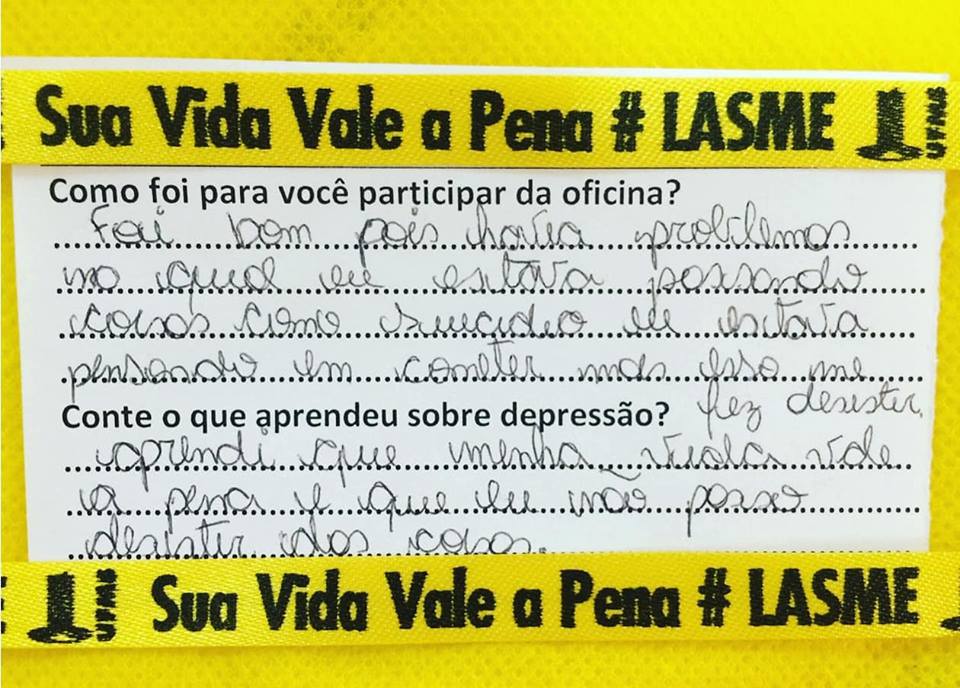 Sua Vida Vale a Pena # LASME UFMS
Como foi para você participar da oficina?
Foi bom pois havia problemas
no qual eu estava passando
coisas como suicidio eu estava
pensando em cometer mas isso me
fez desistir.
Conte o que aprendeu sobre depressão?
aprendi que minha vida vale
a pena e que eu não posso
desistir das coisas.
UFMS Sua Vida Vale a Pena # LASME